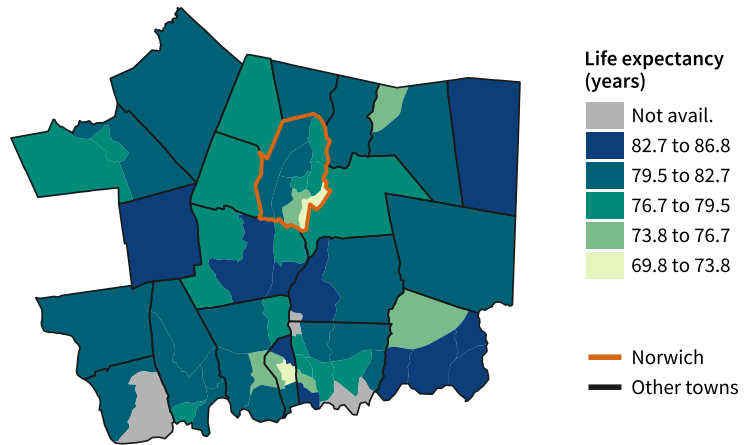 Life expectancy
(years)
Not avail.
82.7 to 86.8
79.5 to 82.7
76.7 to 79.5
73.8 to 76.7
69.8 to 73.8
Norwich
Other towns